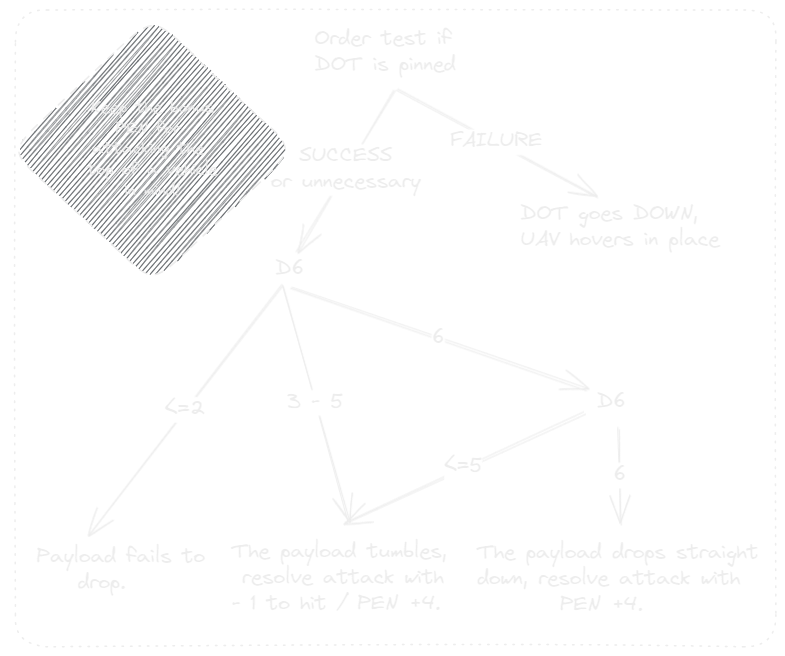 Order test if
DOT is pinned
SUCCESS
or unnecessary
FAILURE
DOT goes DOWN,
UAV hovers in place
D6
6
<=2
3 - 5
D6
<=5
6
Payload fails to
drop.
The payload tumbles,
resolve attack with
- 1 to hit / PEN +4.
The payload drops straight
down, resolve attack with
PEN +4.